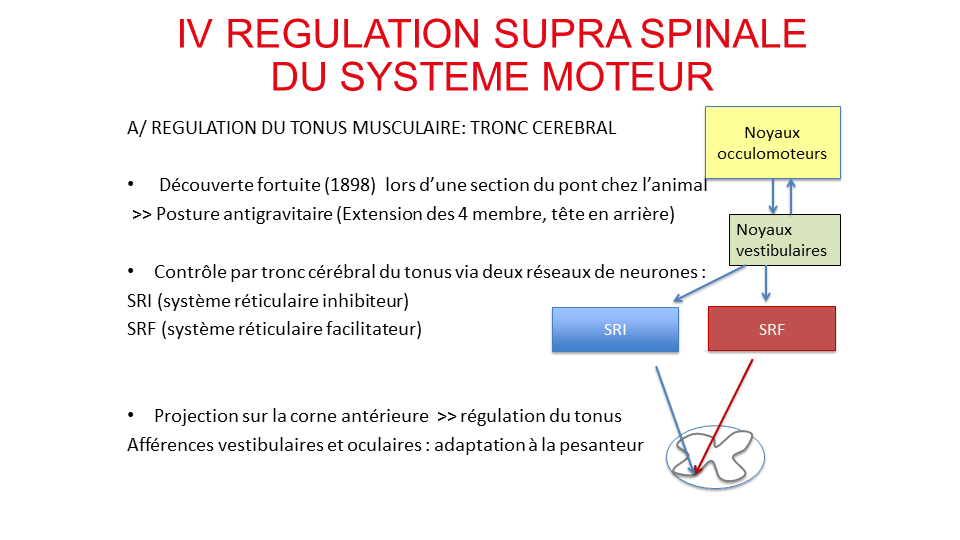 IV REGULATION SUPRA SPINALE
DU SYSTEME MOTEUR
A/ REGULATION DU TONUS MUSCULAIRE: TRONC CEREBRAL
• Découverte fortuite (1898) lors d'une section du pont chez l'animal
>> Posture antigravitaire (Extension des 4 membre, tête en arrière)
• Contrôle par tronc cérébral du tonus via deux réseaux de neurones :
SRI (système réticulaire inhibiteur)
SRF (système réticulaire facilitateur)
• Projection sur la corne antérieure >> régulation du tonus
Afférences vestibulaires et oculaires : adaptation à la pesanteur
Noyaux
occulomoteurs
Noyaux
vestibulaires
SRI
SRF